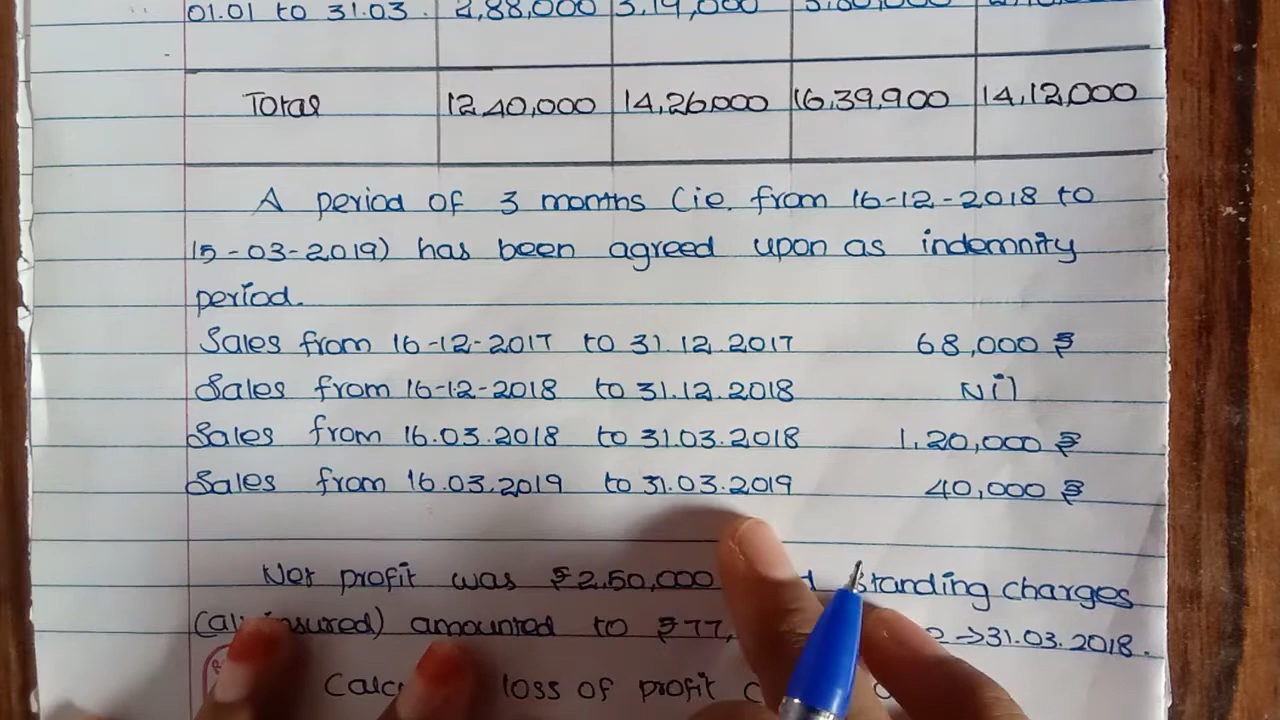 01.01 to 31.03. 2,88,000 3,19,000
Total 12,40,000 14,26,000 16,39,900 14,12,000
A period of 3 months (ie. from 16-12-2018 to
15-03-2019) has been agreed upon as indemnity
period.
Sales from 16-12-2017 to 31.12.2017 68,000 ₹
Sales from 16-12-2018 to 31.12.2018 Nil
Sales from 16.03.2018 to 31.03.2018 1,20,000 ₹
Sales from 16.03.2019 to 31.03.2019 40,000 ₹
Net profit was ₹2,50,000 standing charges
insured) amounted to ₹77, →31.03.2018.
loss of profit